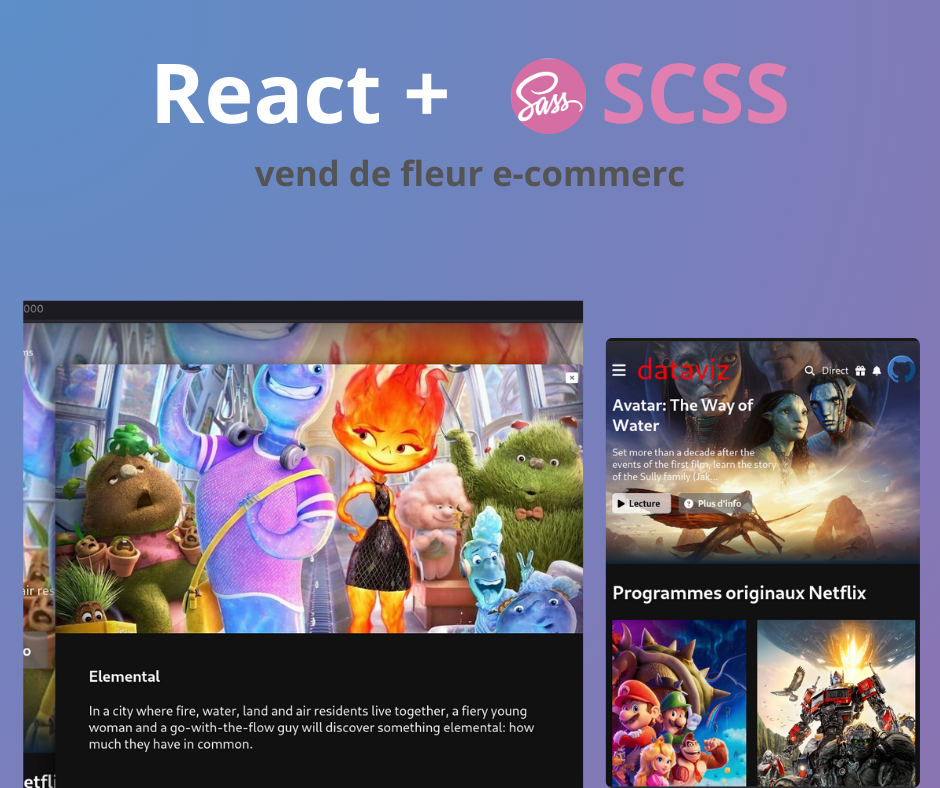 React + Sass SCSS
vend de fleur e-commerc
000
ms
air res
o
etfli
Elemental
In a city where fire, water, land and air residents live together, a fiery young
woman and a go-with-the-flow guy will discover something elemental: how
much they have in common.
dataviz
Direct
Avatar: The Way of
Water
Set more than a decade after the
events of the first film, learn the story
of the Sully family (Jak...
Lecture
Plus d'info
Programmes originaux Netflix